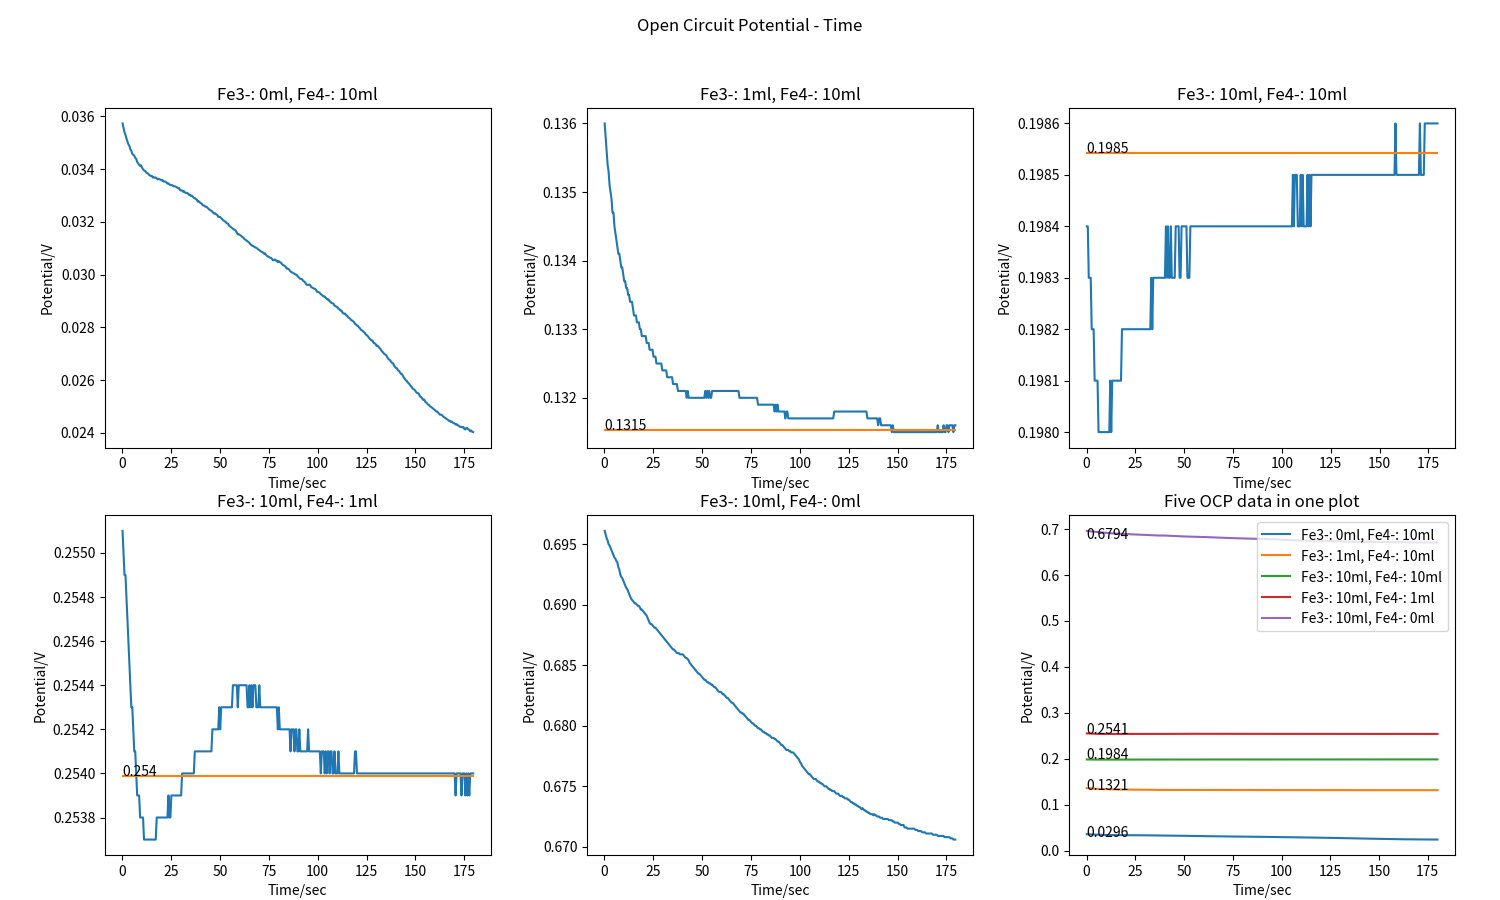 Open Circuit Potential - Time
Fe3-: 0ml, Fe4-: 10ml
0.036
0.034
0.032
0.030
0.028
0.026
0.024
Potential/V
0 25 50 75 100 125 150 175
Time/sec
Fe3-: 1ml, Fe4-: 10ml
0.136
0.135
0.134
0.133
0.132
Potential/V
0.1315
0 25 50 75 100 125 150 175
Time/sec
Fe3-: 10ml, Fe4-: 10ml
0.1986
0.1985
0.1984
0.1983
0.1982
0.1981
0.1980
Potential/V
0.1985
0 25 50 75 100 125 150 175
Time/sec
Fe3-: 10ml, Fe4-: 1ml
0.2550
0.2548
0.2546
0.2544
0.2542
0.2540
0.2538
Potential/V
0.254
0 25 50 75 100 125 150 175
Time/sec
Fe3-: 10ml, Fe4-: 0ml
0.695
0.690
0.685
0.680
0.675
0.670
Potential/V
0 25 50 75 100 125 150 175
Time/sec
Five OCP data in one plot
0.7
0.6
0.5
0.4
0.3
0.2
0.1
0.0
Potential/V
0.6794
0.2541
0.1984
0.1321
0.0296
Fe3-: 0ml, Fe4-: 10ml
Fe3-: 1ml, Fe4-: 10ml
Fe3-: 10ml, Fe4-: 10ml
Fe3-: 10ml, Fe4-: 1ml
Fe3-: 10ml, Fe4-: 0ml
0 25 50 75 100 125 150 175
Time/sec